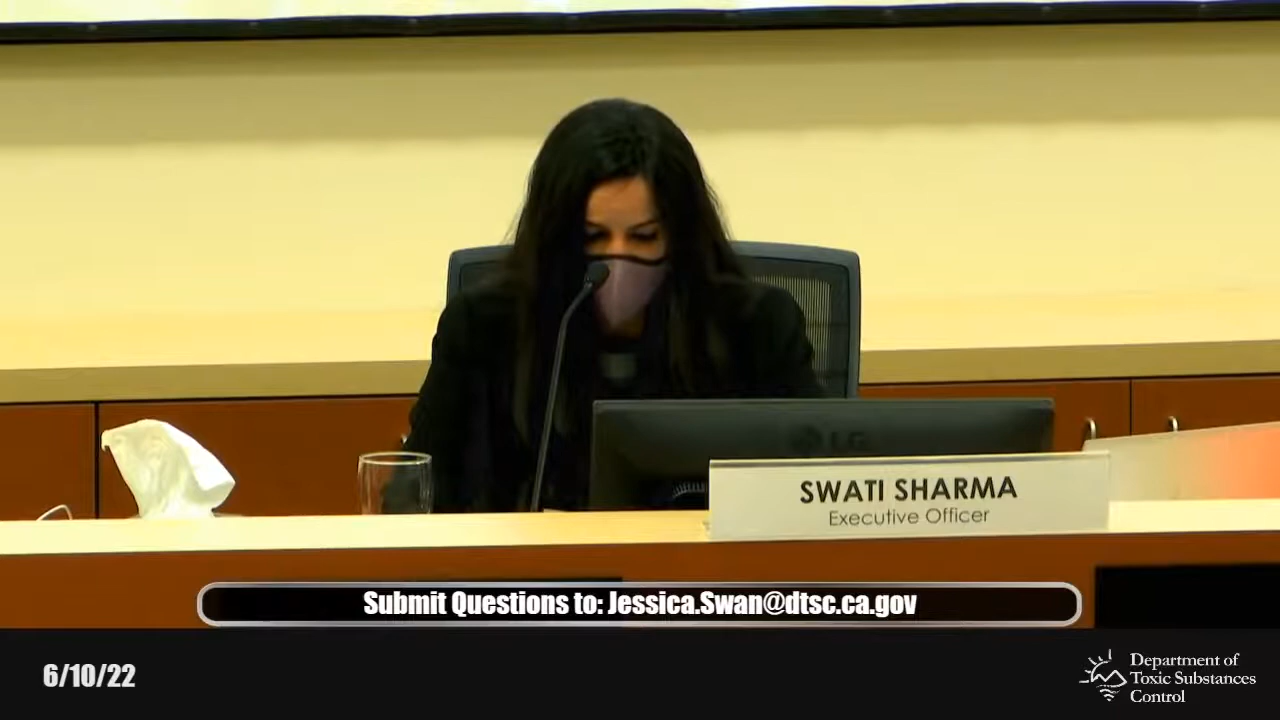 LG
SWATI SHARMA
Executive Officer
Submit Questions to: Jessica.Swan@dtsc.ca.gov
6/10/22
Department of
Toxic Substances
Control